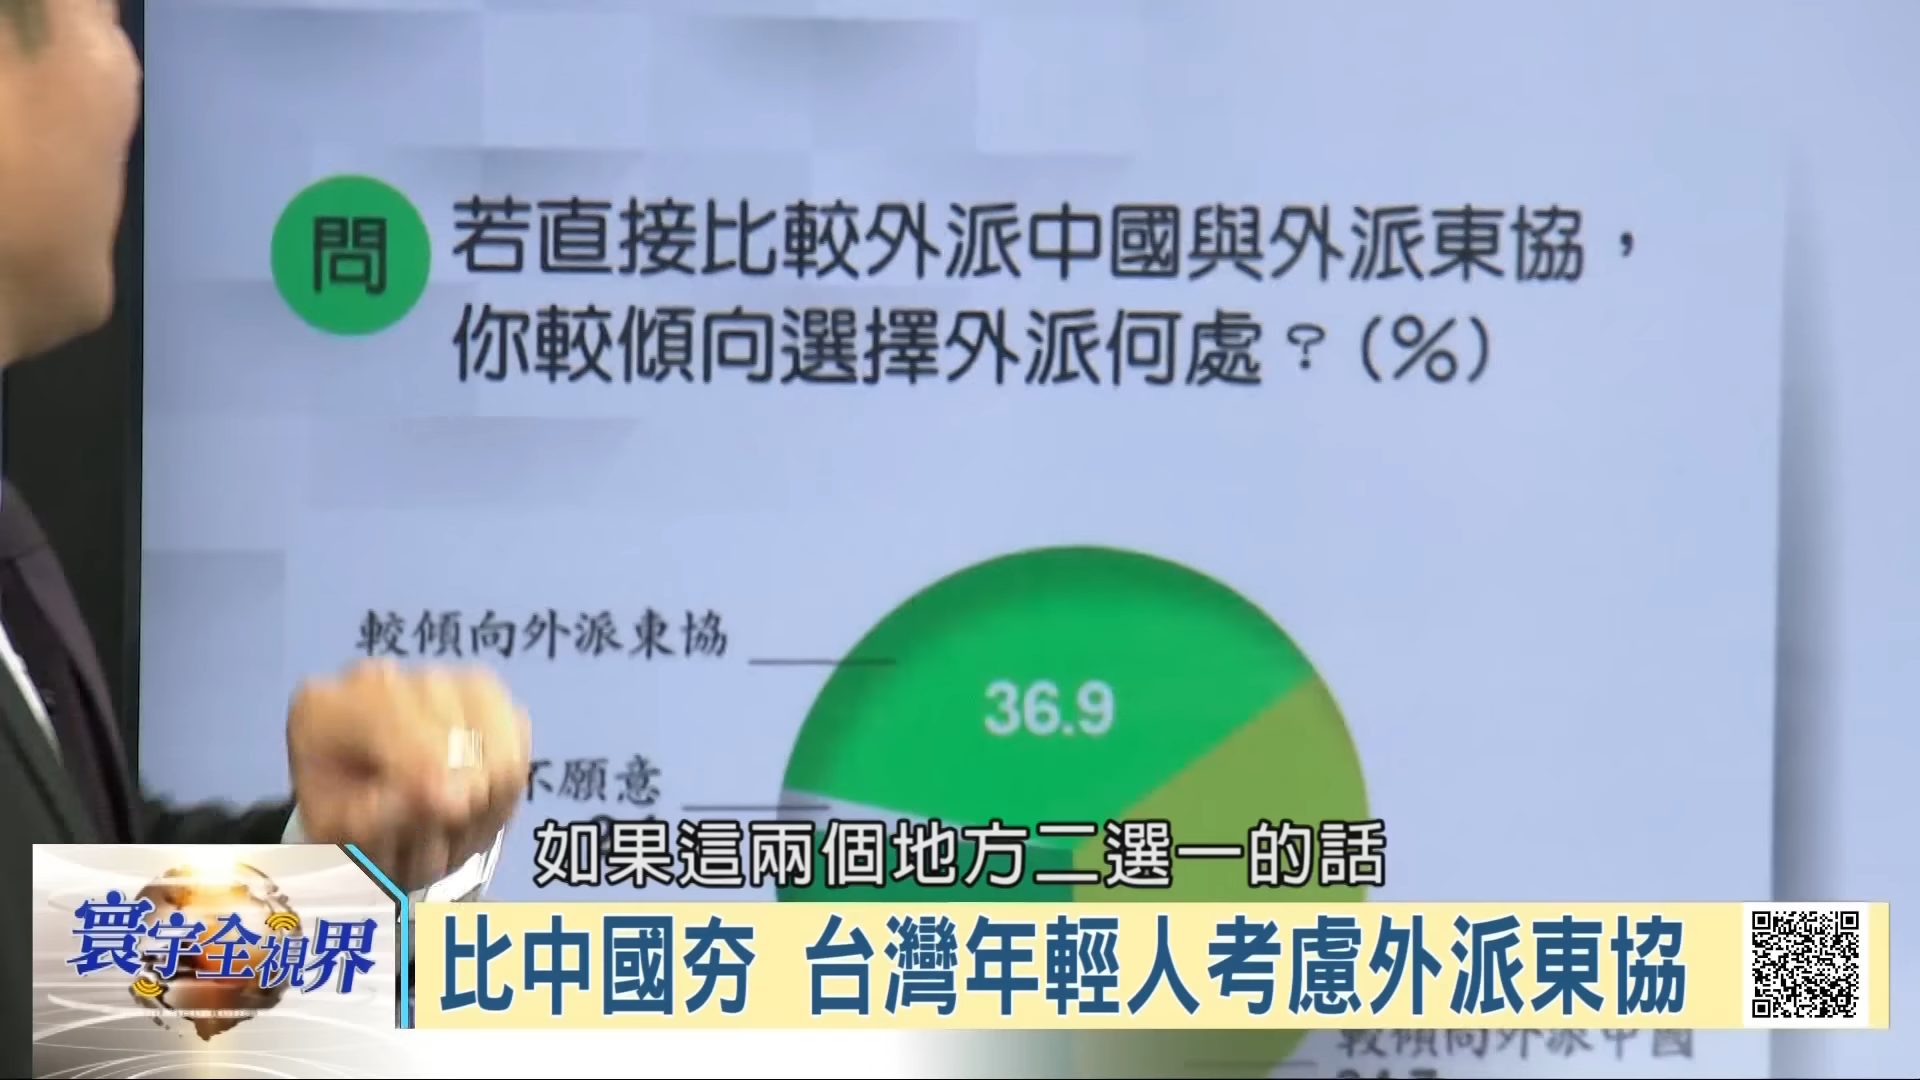 問
若直接比較外派中國與外派東協，
你較傾向選擇外派何處？(%)
較傾向外派東協
36.9
不願意
如果這兩個地方二選一的話
寰宇全視界
比中國夯 台灣年輕人考慮外派東協
較傾向外派中國